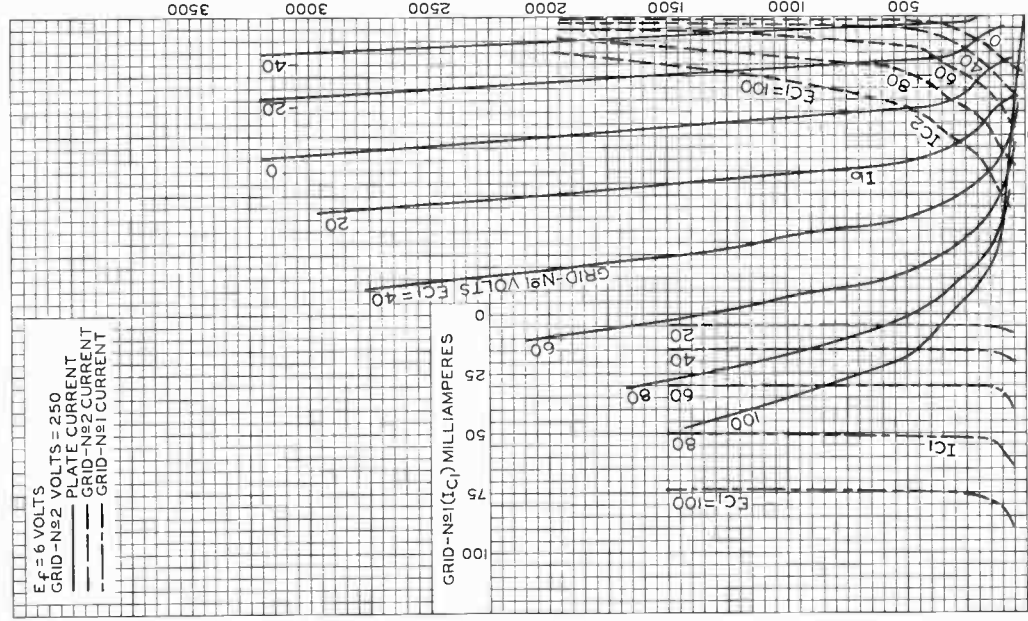 3500 3000 2500 2000 1500 1000 500
-40
-20
0
20
GRID-Nº1 VOLTS EC1=40
60
80
100
Ib
EC1=100
80
60
40
0
IC2
0
25
50
75
100
GRID-Nº1(IC1) MILLIAMPERES
20
40
60
80
EC1=100
IC1
Ef=6 VOLTS
GRID-Nº2 VOLTS=250
PLATE CURRENT
GRID-Nº2 CURRENT
GRID-Nº1 CURRENT